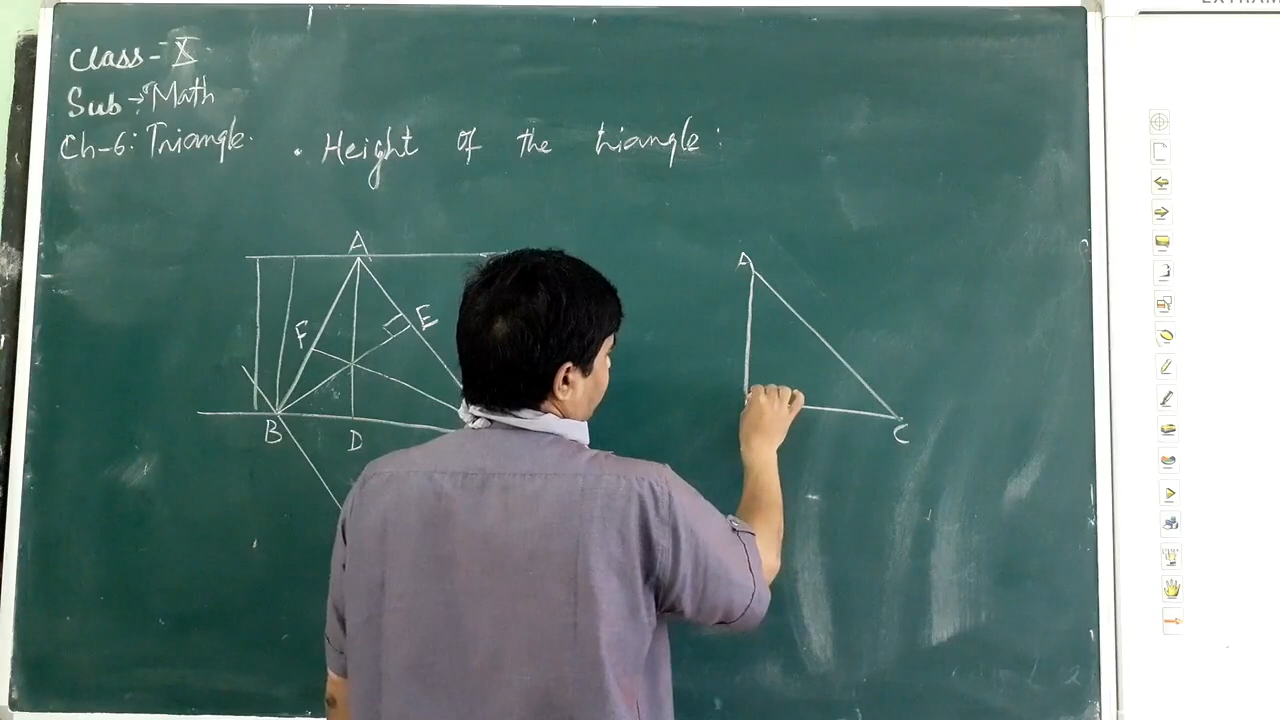 Class - X
Sub → Math
Ch-6: Triangle.
• Height of the triangle:
A
F
E
B
D
A
C